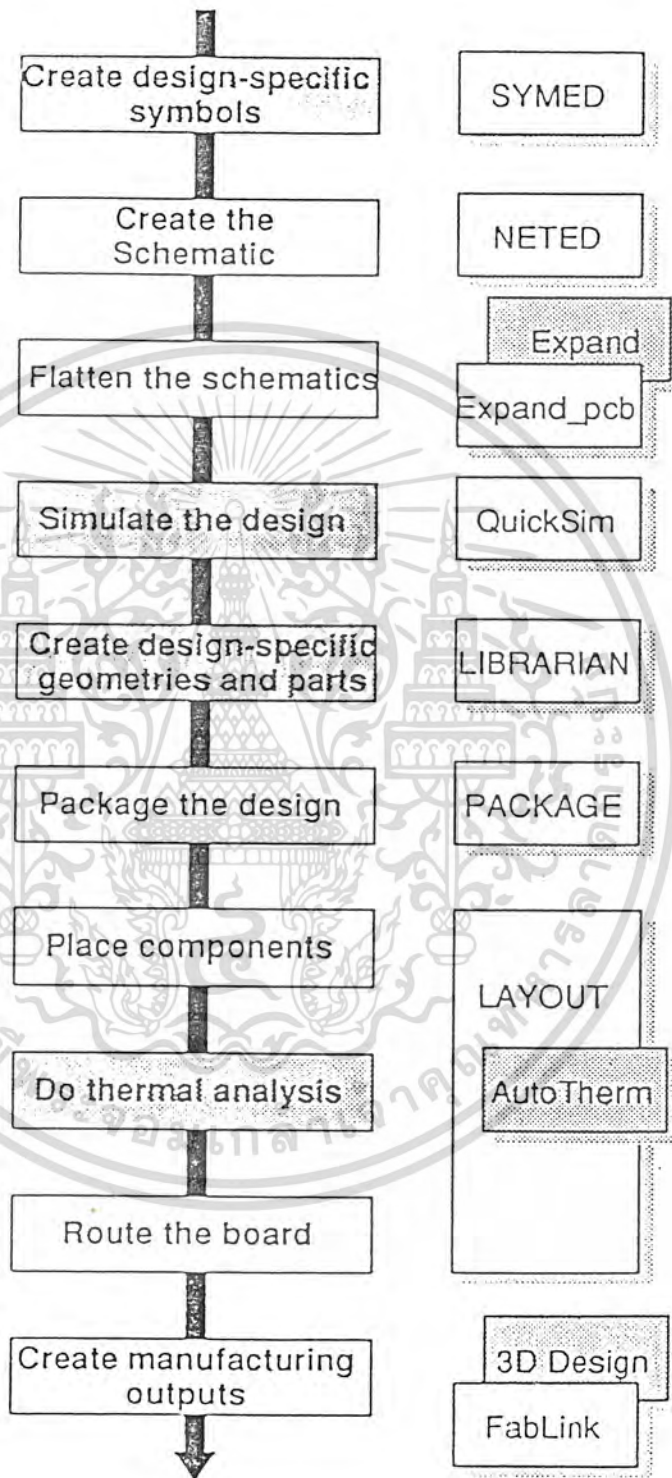 Create design-specific
symbols
SYMED
Create the
Schematic
NETED
Flatten the schematics
Expand
Expand_pcb
Simulate the design
QuickSim
Create design-specific
geometries and parts
LIBRARIAN
Package the design
PACKAGE
Place components
LAYOUT
Do thermal analysis
AutoTherm
Route the board
Create manufacturing
outputs
3D Design
FabLink